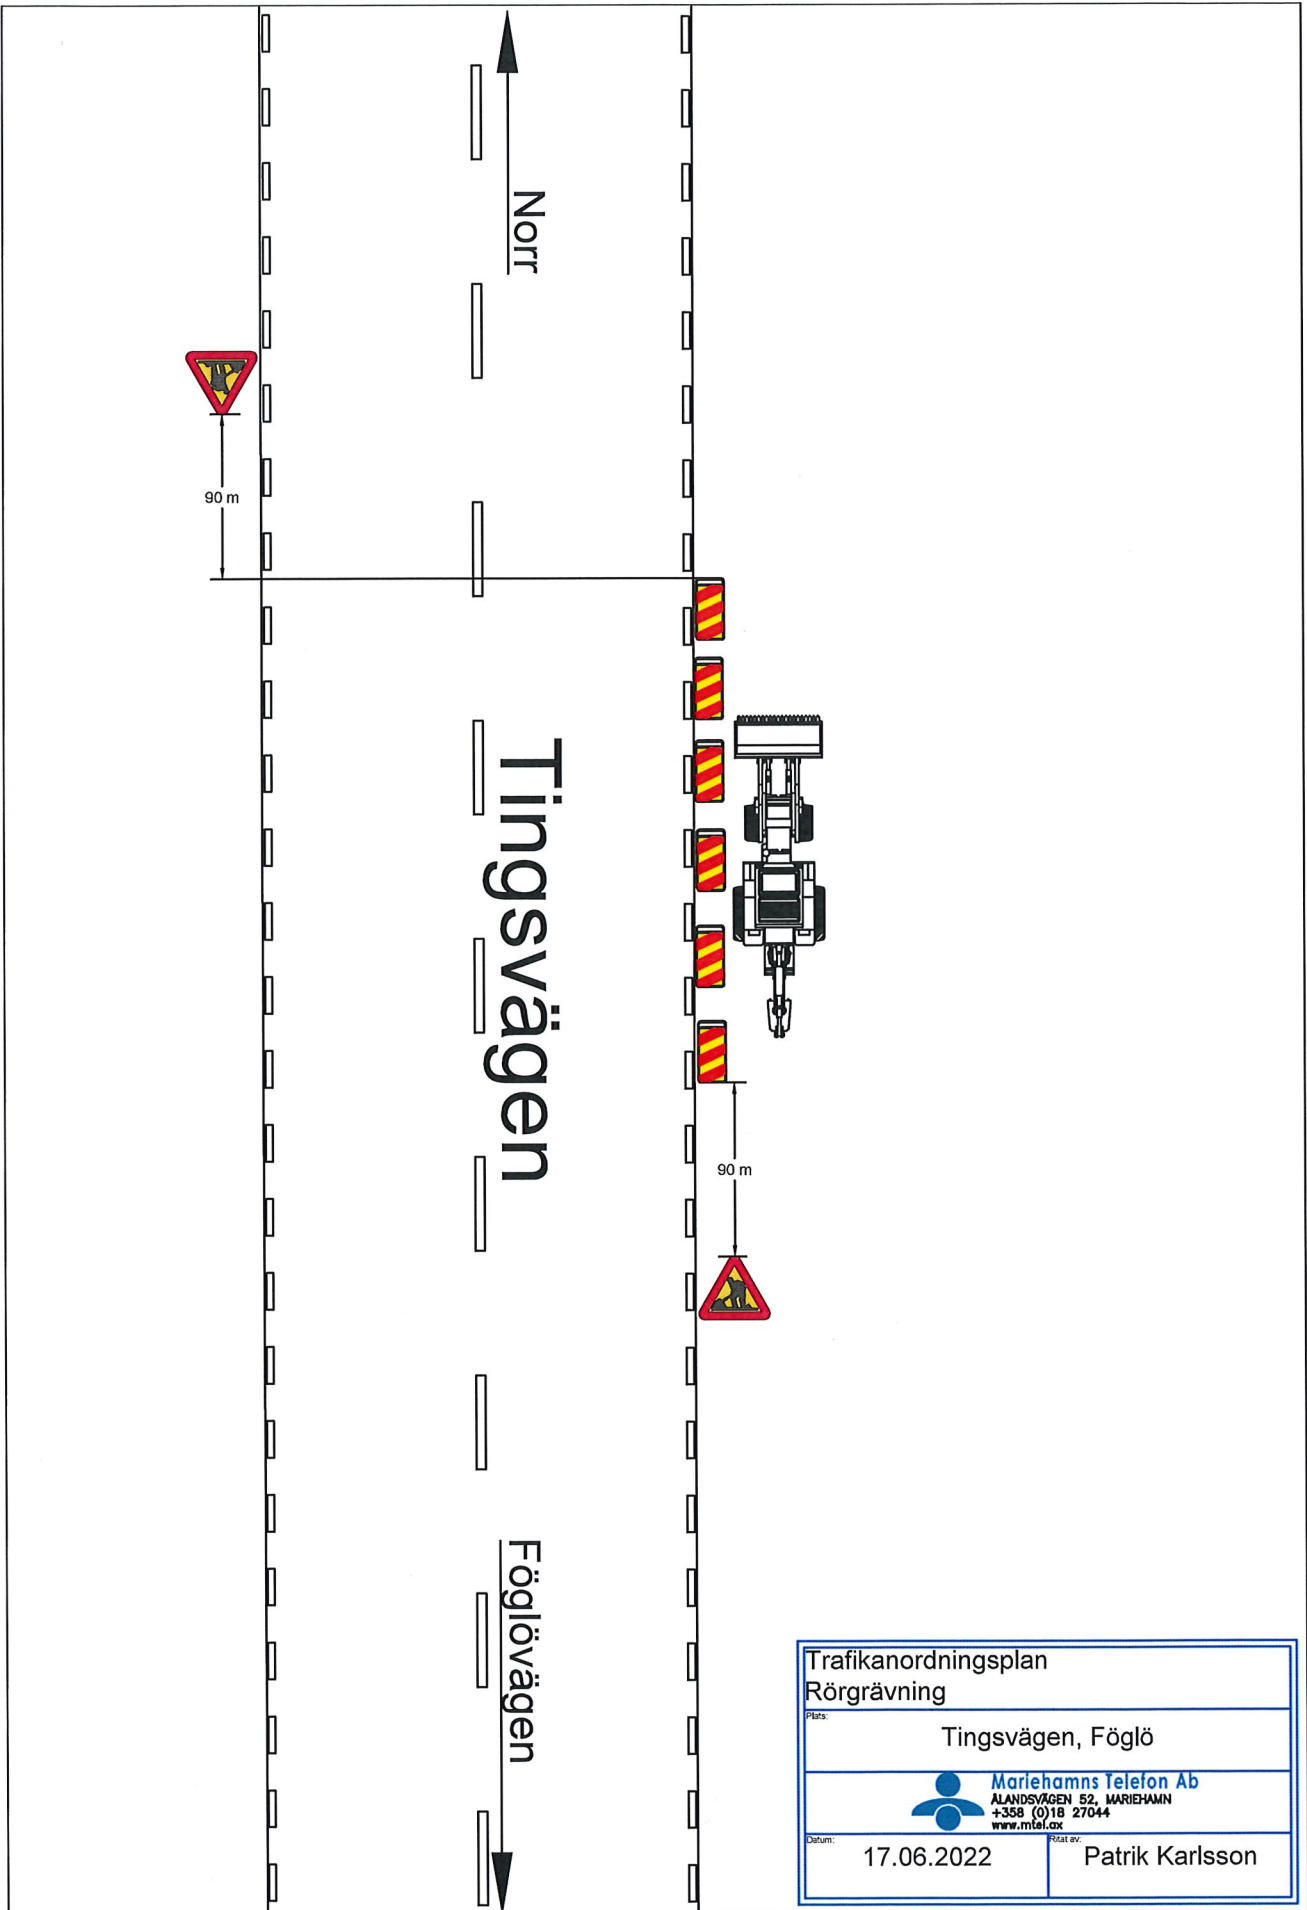 Norr
90 m
Tingsvägen
90 m
Föglövägen
Trafikanordningsplan
Rörgrävning
Plats:
Tingsvägen, Föglö
Mariehamns Telefon Ab
ÅLANDSVÄGEN 52, MARIEHAMN
+358 (0)18 27044
www.mtel.ax
Datum:
17.06.2022
Ritat av:
Patrik Karlsson